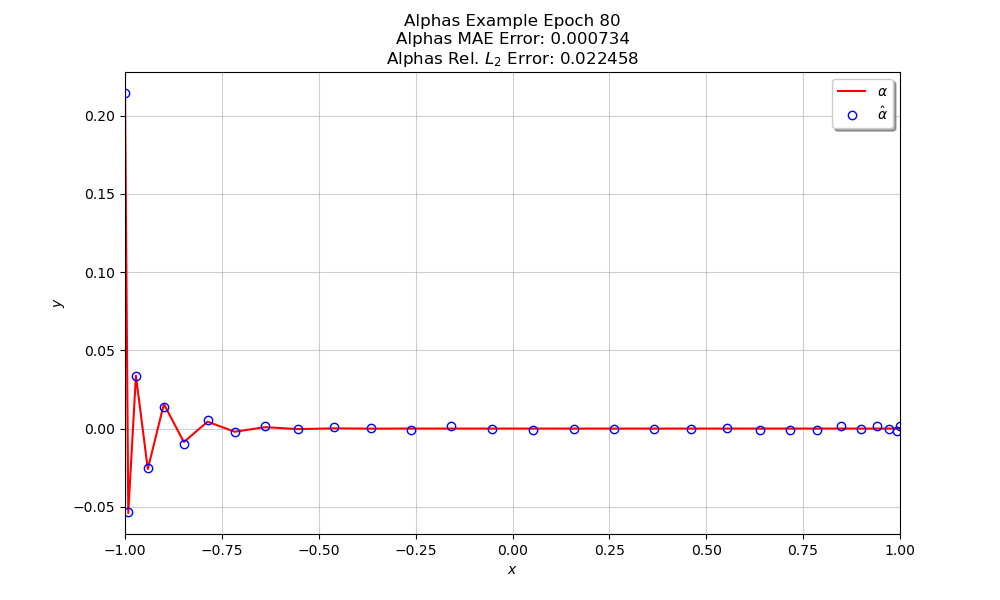 Alphas Example Epoch 80
Alphas MAE Error: 0.000734
Alphas Rel. $L_2$ Error: 0.022458
α
α̂
0.20
0.15
0.10
0.05
0.00
−0.05
y
−1.00 −0.75 −0.50 −0.25 0.00 0.25 0.50 0.75 1.00
x